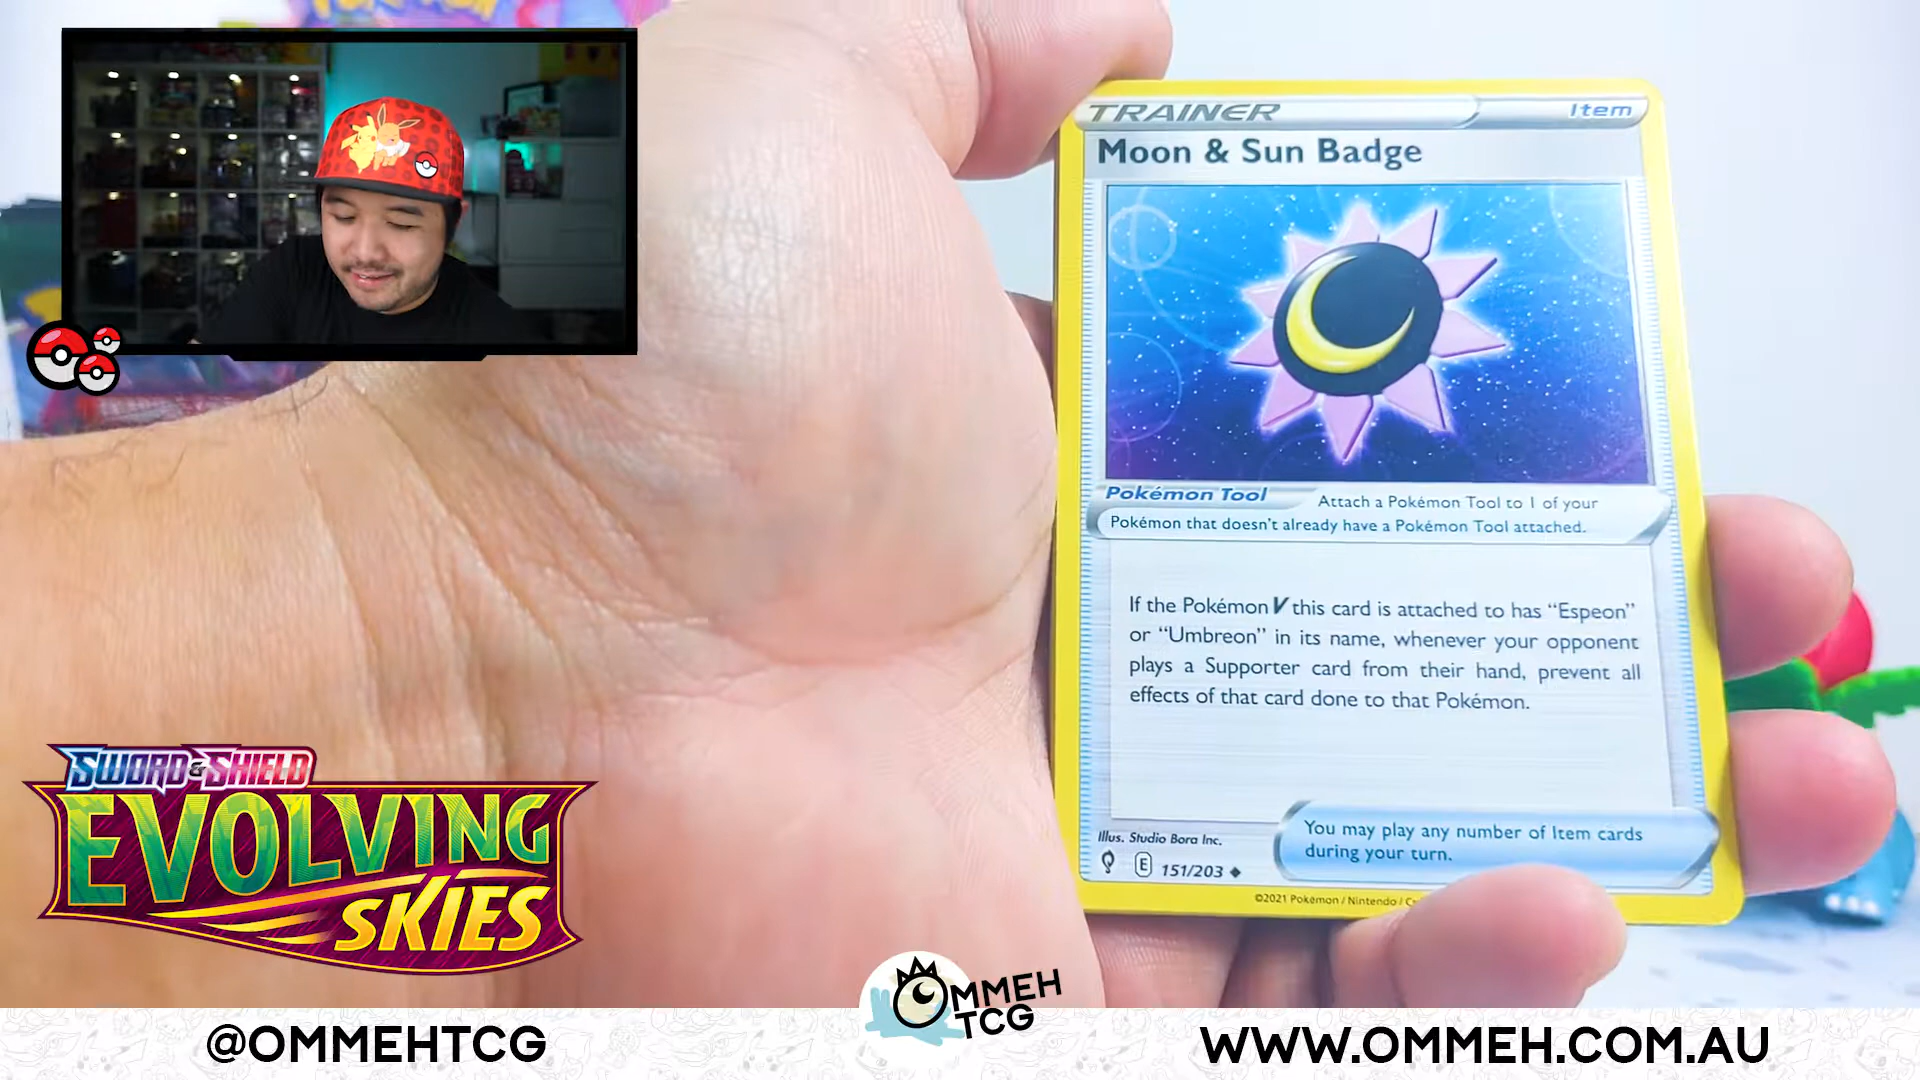 TRAINER
Item
Moon & Sun Badge
Pokémon Tool
Attach a Pokémon Tool to 1 of your
Pokémon that doesn't already have a Pokémon Tool attached.
If the Pokémon V this card is attached to has “Espeon”
or “Umbreon” in its name, whenever your opponent
plays a Supporter card from their hand, prevent all
effects of that card done to that Pokémon.
Illus. Studio Bora Inc.
E 151/203
You may play any number of Item cards
during your turn.
©2021 Pokémon / Nintendo /
SWORD & SHIELD
EVOLVING
SKIES
@OMMEHTCG
OMMEH
TCG
WWW.OMMEH.COM.AU